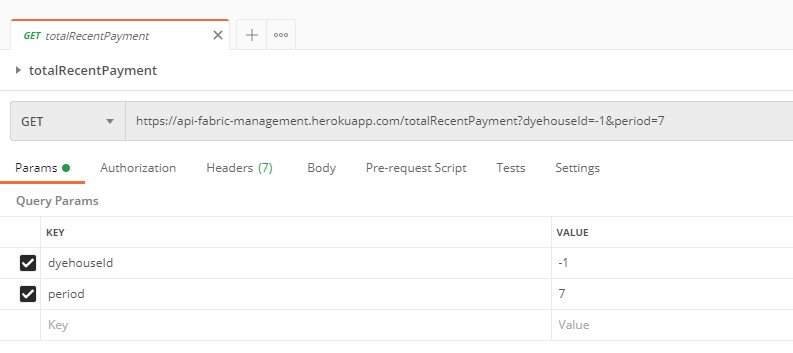 GET totalRecentPayment
totalRecentPayment
GET https://api-fabric-management.herokuapp.com/totalRecentPayment?dyehouseId=-1&period=7
Params Authorization Headers (7) Body Pre-request Script Tests Settings
Query Params
KEY VALUE
dyehouseId -1
period 7
Key Value